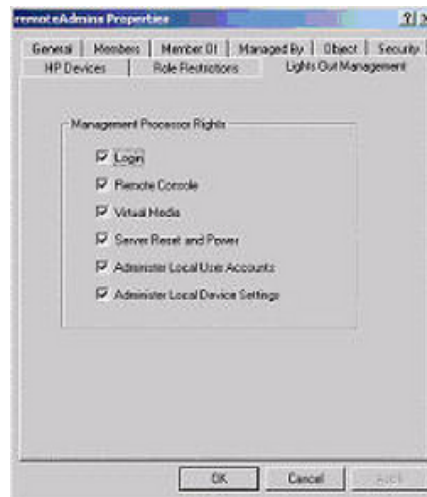 remoteAdmins Properties
General Members Member Of Managed By Object Security
HP Devices Role Restrictions Lights Out Management
Management Processor Rights
Login
Remote Console
Virtual Media
Server Reset and Power
Administer Local User Accounts
Administer Local Device Settings
OK Cancel Apply